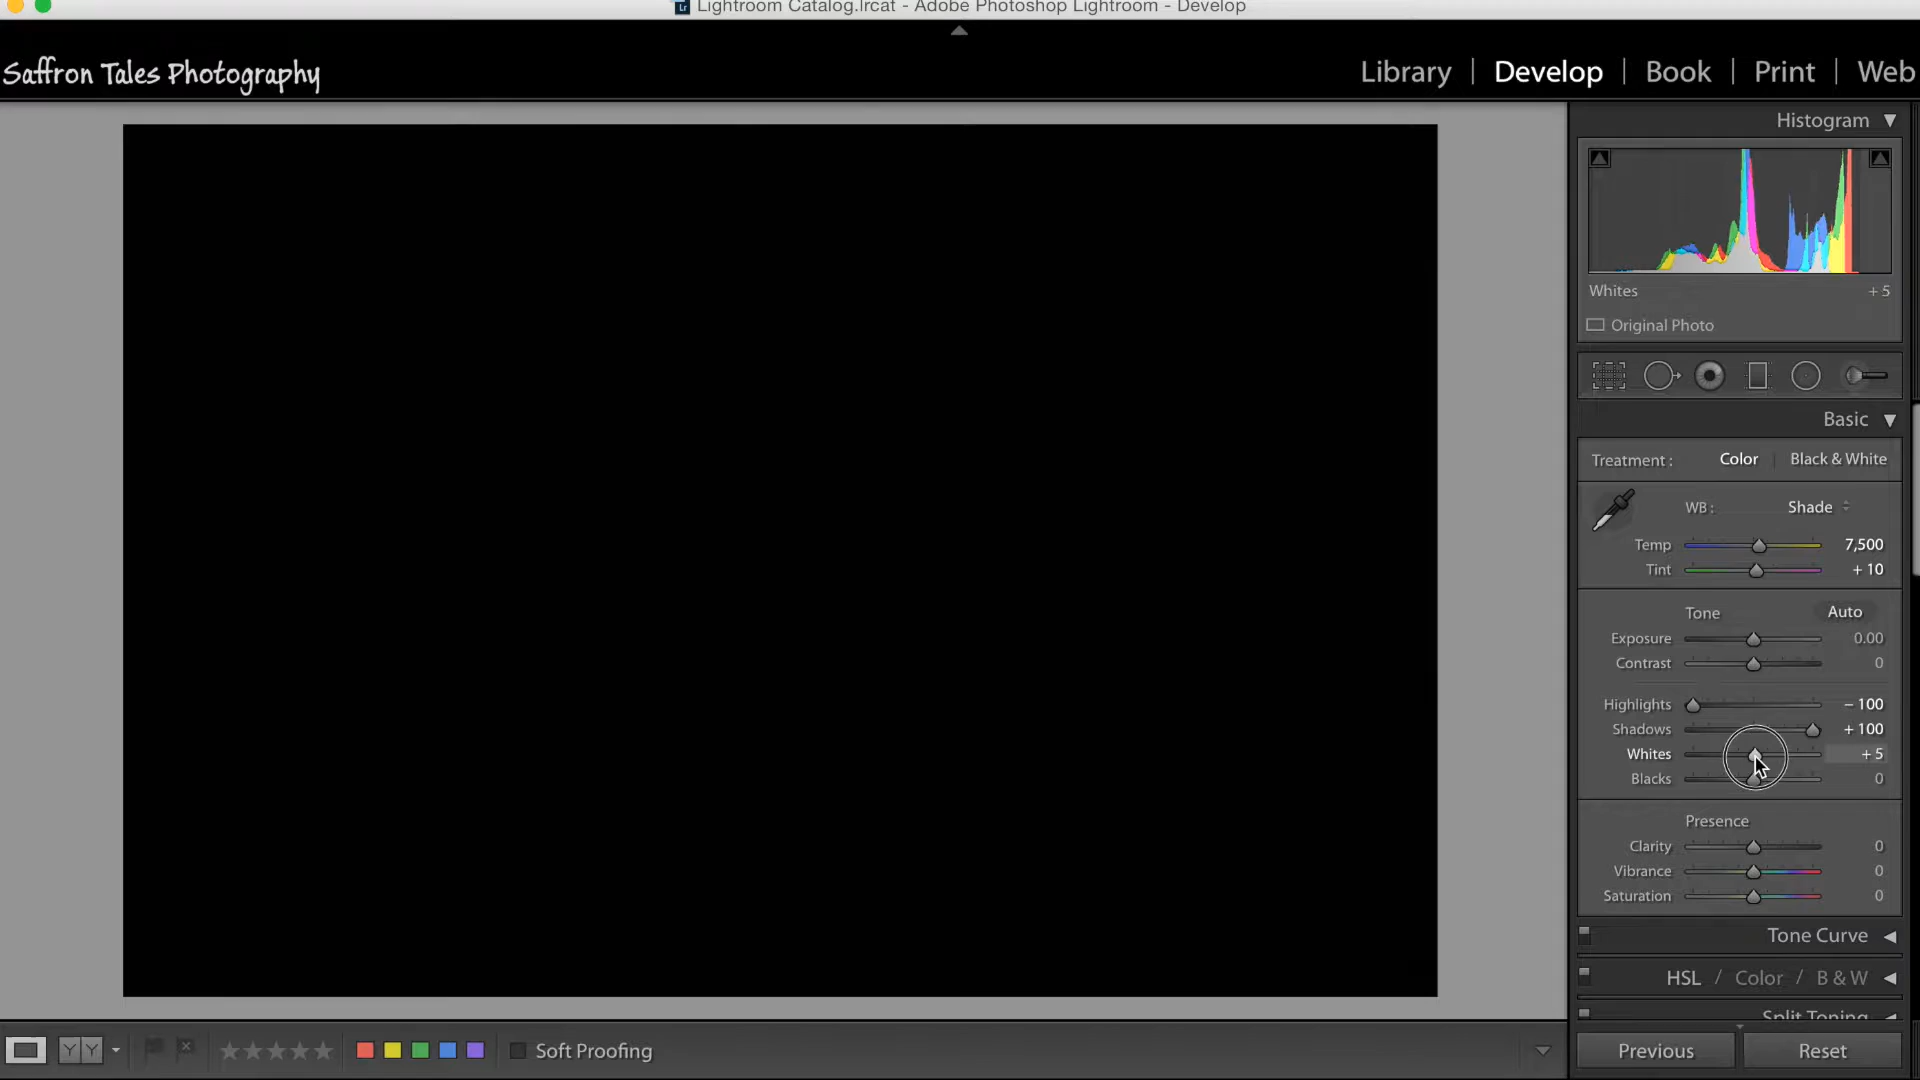 Lightroom Catalog.lrcat - Adobe Photoshop Lightroom - Develop
Saffron Tales Photography
Library | Develop | Book | Print | Web
Histogram
Whites + 5
Original Photo
Basic
Treatment : Color Black & White
WB : Shade
Temp 7,500
Tint + 10
Tone Auto
Exposure 0.00
Contrast 0
Highlights − 100
Shadows + 100
Whites + 5
Blacks 0
Presence
Clarity 0
Vibrance 0
Saturation 0
Tone Curve
HSL / Color / B & W
Split Toning
Y Y Soft Proofing Previous Reset